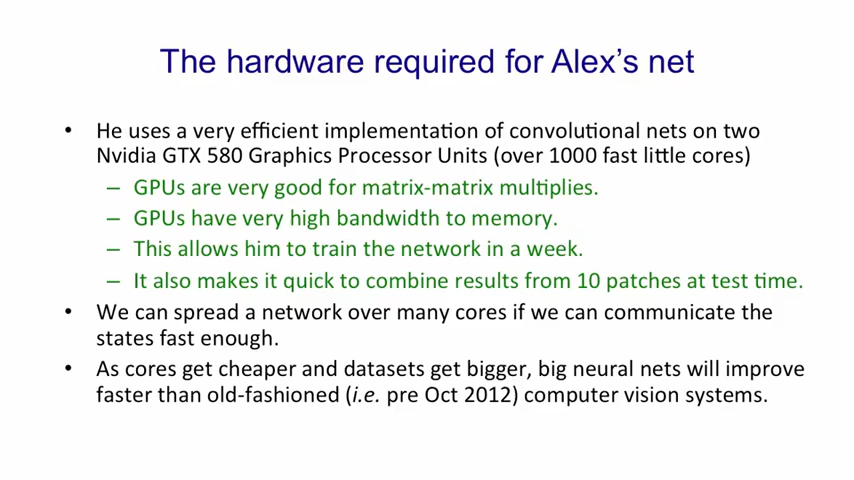 The hardware required for Alex’s net
• He uses a very efficient implementation of convolutional nets on two
Nvidia GTX 580 Graphics Processor Units (over 1000 fast little cores)
– GPUs are very good for matrix-matrix multiplies.
– GPUs have very high bandwidth to memory.
– This allows him to train the network in a week.
– It also makes it quick to combine results from 10 patches at test time.
• We can spread a network over many cores if we can communicate the
states fast enough.
• As cores get cheaper and datasets get bigger, big neural nets will improve
faster than old-fashioned (i.e. pre Oct 2012) computer vision systems.